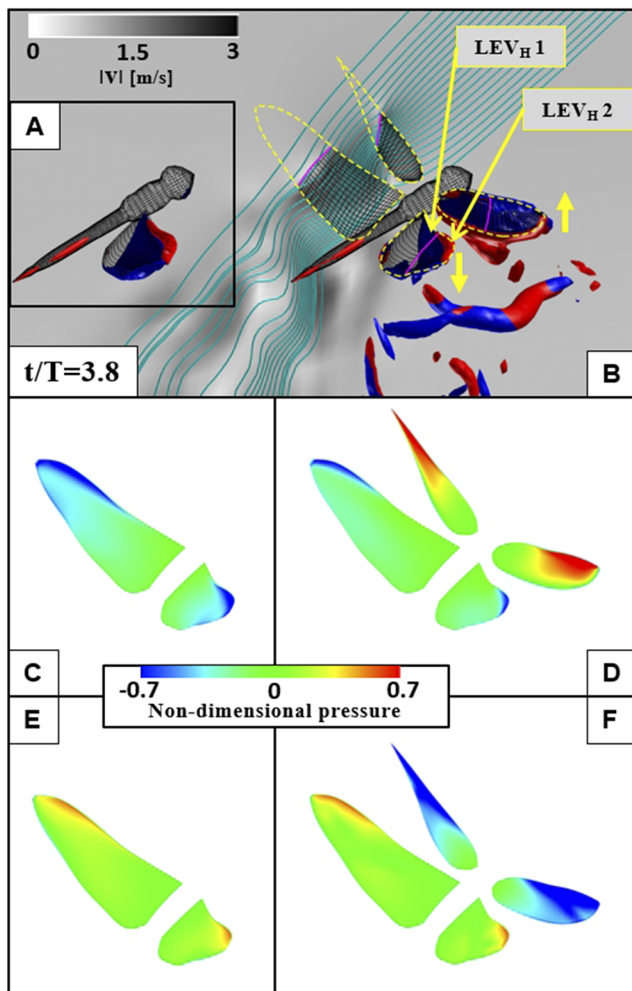 0 1.5 3
|V| [m/s]
LEV_H 1
LEV_H 2
A
t/T=3.8
B
C
D
-0.7 0 0.7
Non-dimensional pressure
E
F